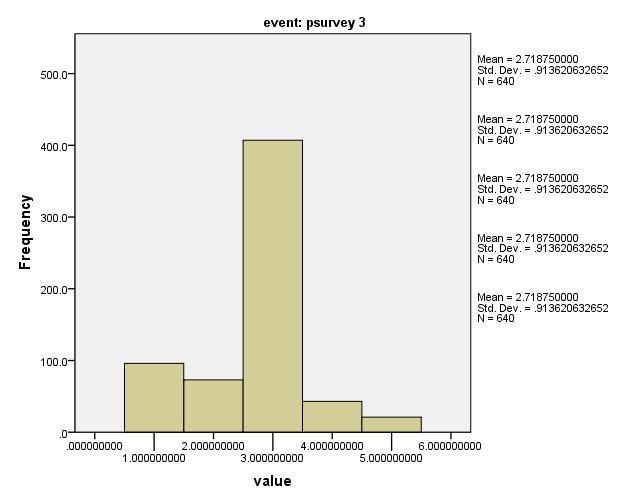 event: psurvey 3
500.0
400.0
300.0
200.0
100.0
.0
Frequency
.000000000 2.000000000 4.000000000 6.000000000
1.000000000 3.000000000 5.000000000
value
Mean = 2.718750000
Std. Dev. = .913620632652
N = 640
Mean = 2.718750000
Std. Dev. = .913620632652
N = 640
Mean = 2.718750000
Std. Dev. = .913620632652
N = 640
Mean = 2.718750000
Std. Dev. = .913620632652
N = 640
Mean = 2.718750000
Std. Dev. = .913620632652
N = 640